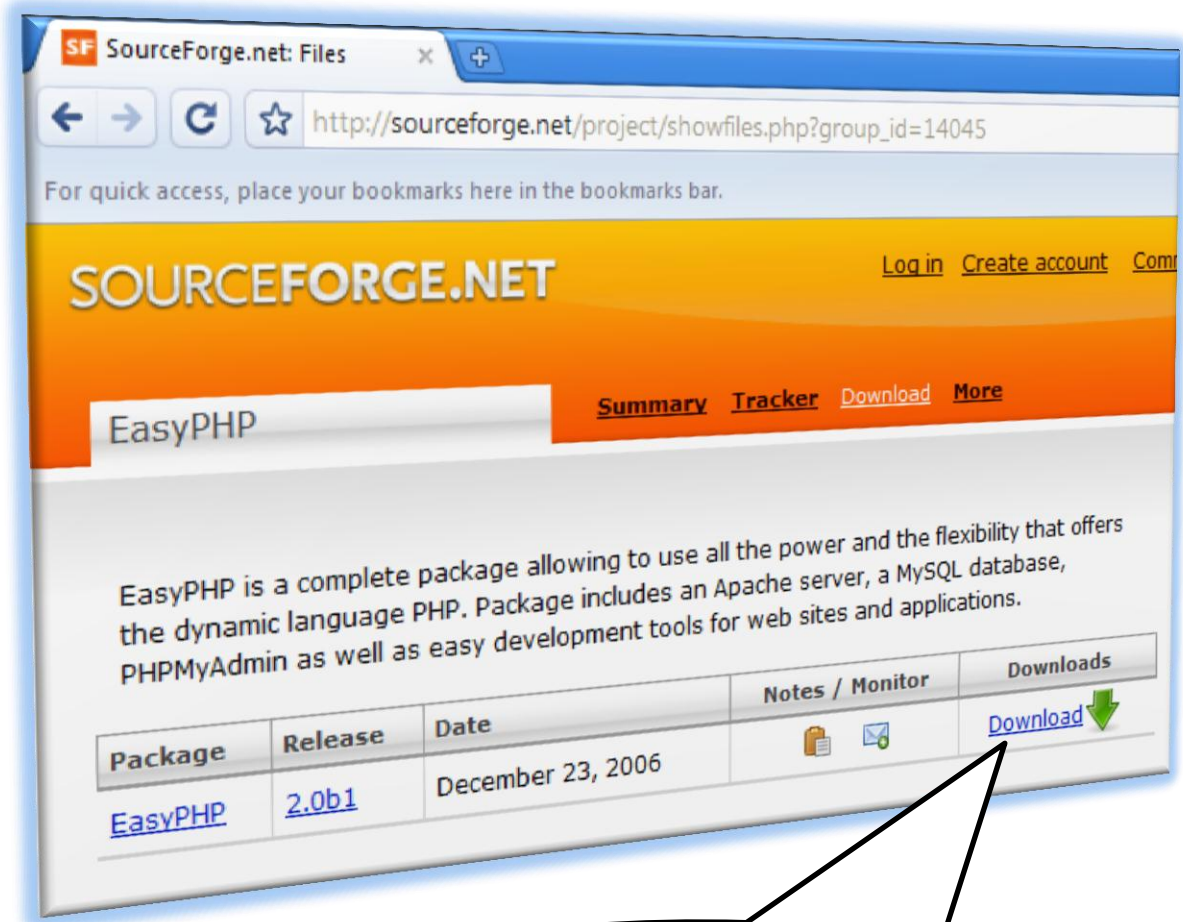 SF SourceForge.net: Files
http://sourceforge.net/project/showfiles.php?group_id=14045
For quick access, place your bookmarks here in the bookmarks bar.
SOURCEFORGE.NET
Log in Create account Comm
EasyPHP
Summary Tracker Download More
EasyPHP is a complete package allowing to use all the power and the flexibility that offers
the dynamic language PHP. Package includes an Apache server, a MySQL database,
PHPMyAdmin as well as easy development tools for web sites and applications.
Package Release Date Notes / Monitor Downloads
EasyPHP 2.0b1 December 23, 2006 Download